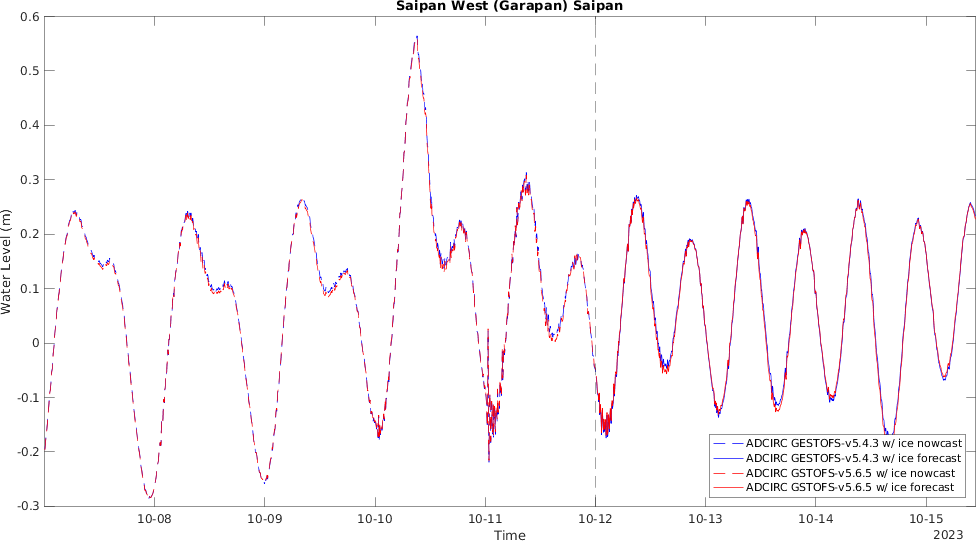 Saipan West (Garapan) Saipan
0.6
0.5
0.4
0.3
0.2
0.1
0
-0.1
-0.2
-0.3
Water Level (m)
ADCIRC GESTOFS-v5.4.3 w/ ice nowcast
ADCIRC GESTOFS-v5.4.3 w/ ice forecast
ADCIRC GSTOFS-v5.6.5 w/ ice nowcast
ADCIRC GSTOFS-v5.6.5 w/ ice forecast
10-08 10-09 10-10 10-11 10-12 10-13 10-14 10-15
Time
2023